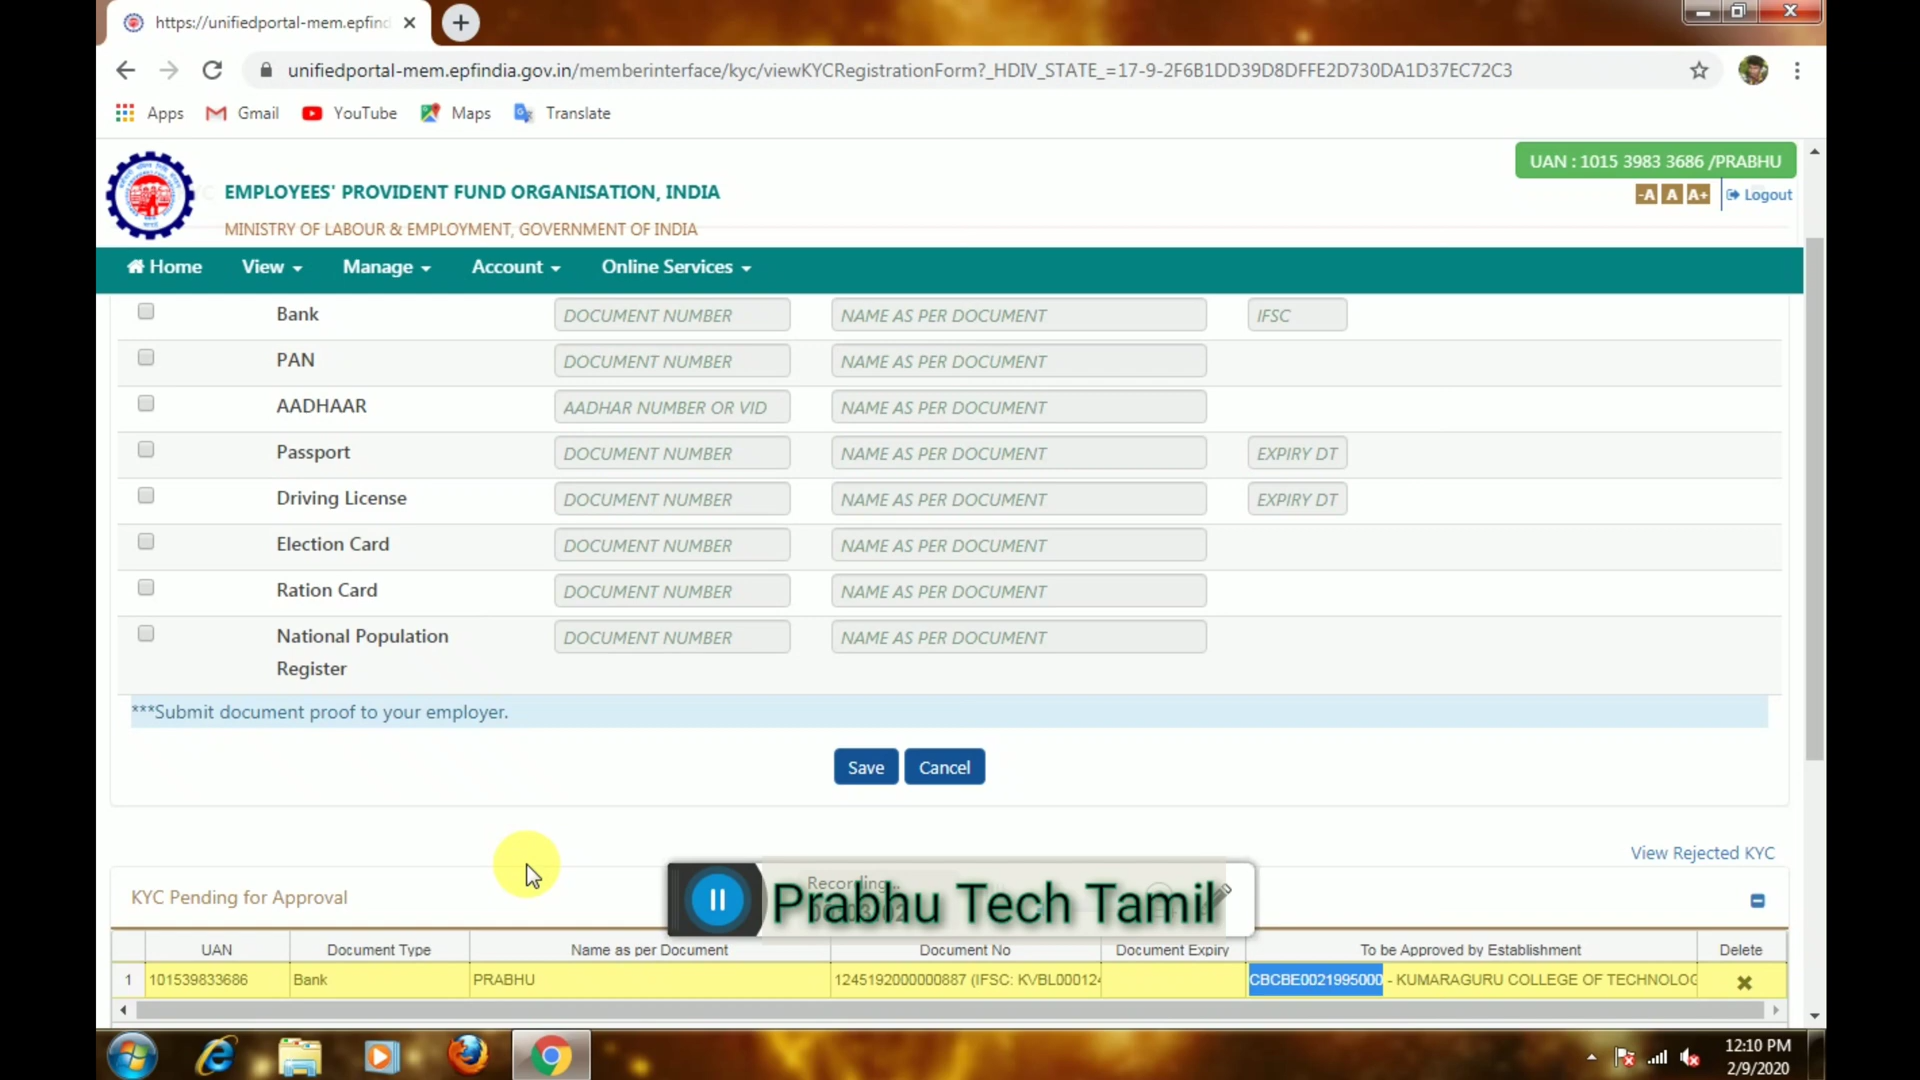 https://unifiedportal-mem.epfind
unifiedportal-mem.epfindia.gov.in/memberinterface/kyc/viewKYCRegistrationForm?_HDIV_STATE_=17-9-2F6B1DD39D8DFFE2D730DA1D37EC72C3
Apps Gmail YouTube Maps Translate
UAN : 1015 3983 3686 /PRABHU
EMPLOYEES' PROVIDENT FUND ORGANISATION, INDIA
-A A A+ Logout
MINISTRY OF LABOUR & EMPLOYMENT, GOVERNMENT OF INDIA
Home View Manage Account Online Services
Bank DOCUMENT NUMBER NAME AS PER DOCUMENT IFSC
PAN DOCUMENT NUMBER NAME AS PER DOCUMENT
AADHAAR AADHAR NUMBER OR VID NAME AS PER DOCUMENT
Passport DOCUMENT NUMBER NAME AS PER DOCUMENT EXPIRY DT
Driving License DOCUMENT NUMBER NAME AS PER DOCUMENT EXPIRY DT
Election Card DOCUMENT NUMBER NAME AS PER DOCUMENT
Ration Card DOCUMENT NUMBER NAME AS PER DOCUMENT
National Population DOCUMENT NUMBER NAME AS PER DOCUMENT
Register
***Submit document proof to your employer.
Save Cancel
View Rejected KYC
KYC Pending for Approval
Recording...
Prabhu Tech Tamil
UAN Document Type Name as per Document Document No Document Expiry To be Approved by Establishment Delete
1 101539833686 Bank PRABHU 1245192000000887 (IFSC: KVBL000124 CBCBE0021995000 - KUMARAGURU COLLEGE OF TECHNOLOG
12:10 PM
2/9/2020